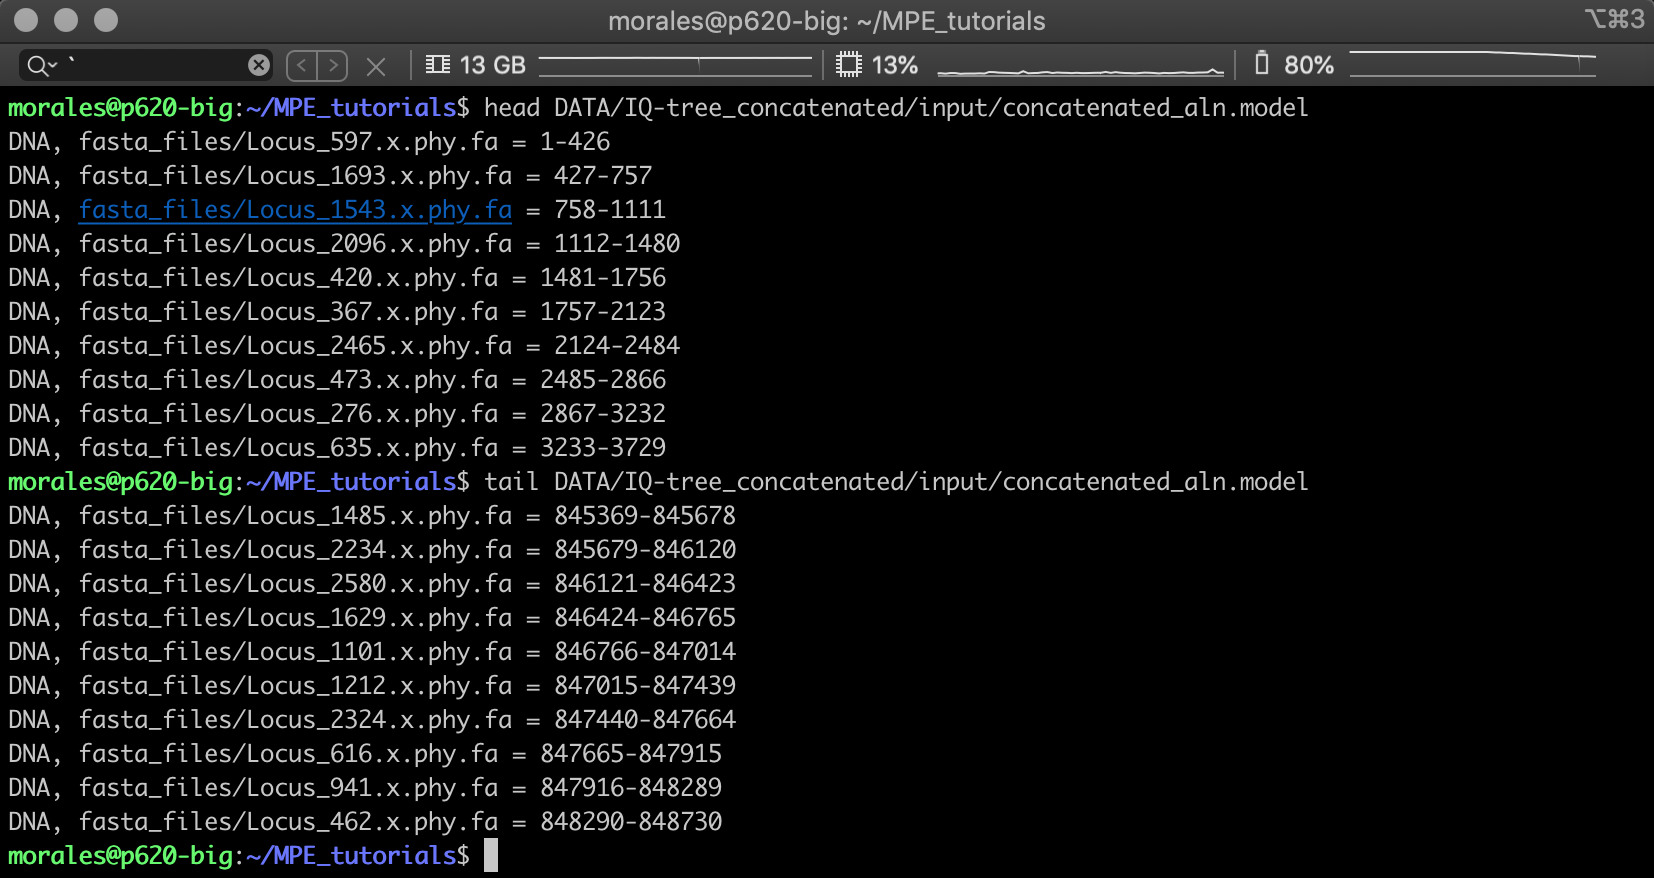 morales@p620-big: ~/MPE_tutorials ⌥⌘3
` 13 GB 13% 80%
morales@p620-big:~/MPE_tutorials$ head DATA/IQ-tree_concatenated/input/concatenated_aln.model
DNA, fasta_files/Locus_597.x.phy.fa = 1-426
DNA, fasta_files/Locus_1693.x.phy.fa = 427-757
DNA, fasta_files/Locus_1543.x.phy.fa = 758-1111
DNA, fasta_files/Locus_2096.x.phy.fa = 1112-1480
DNA, fasta_files/Locus_420.x.phy.fa = 1481-1756
DNA, fasta_files/Locus_367.x.phy.fa = 1757-2123
DNA, fasta_files/Locus_2465.x.phy.fa = 2124-2484
DNA, fasta_files/Locus_473.x.phy.fa = 2485-2866
DNA, fasta_files/Locus_276.x.phy.fa = 2867-3232
DNA, fasta_files/Locus_635.x.phy.fa = 3233-3729
morales@p620-big:~/MPE_tutorials$ tail DATA/IQ-tree_concatenated/input/concatenated_aln.model
DNA, fasta_files/Locus_1485.x.phy.fa = 845369-845678
DNA, fasta_files/Locus_2234.x.phy.fa = 845679-846120
DNA, fasta_files/Locus_2580.x.phy.fa = 846121-846423
DNA, fasta_files/Locus_1629.x.phy.fa = 846424-846765
DNA, fasta_files/Locus_1101.x.phy.fa = 846766-847014
DNA, fasta_files/Locus_1212.x.phy.fa = 847015-847439
DNA, fasta_files/Locus_2324.x.phy.fa = 847440-847664
DNA, fasta_files/Locus_616.x.phy.fa = 847665-847915
DNA, fasta_files/Locus_941.x.phy.fa = 847916-848289
DNA, fasta_files/Locus_462.x.phy.fa = 848290-848730
morales@p620-big:~/MPE_tutorials$